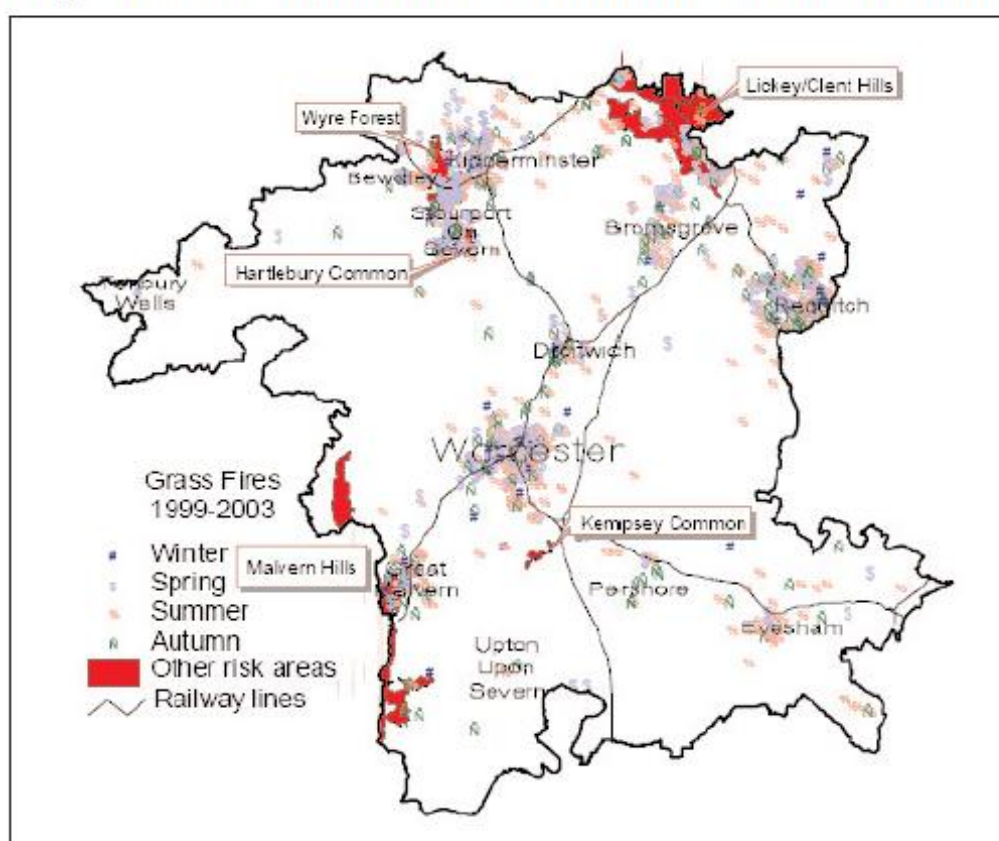 Lickey/Clent Hills
Wyre Forest
Kidderminster
Bewdley
Stourport
On
Severn
Bromsgrove
Hartlebury Common
Tenbury
Wells
Redditch
Droitwich
Worcester
Grass Fires
1999-2003
Kempsey Common
# Winter
Malvern Hills
Great
Malvern
$ Spring
% Summer
Pershore
Ñ Autumn
Evesham
Other risk areas
Upton
Upon
Severn
Railway lines